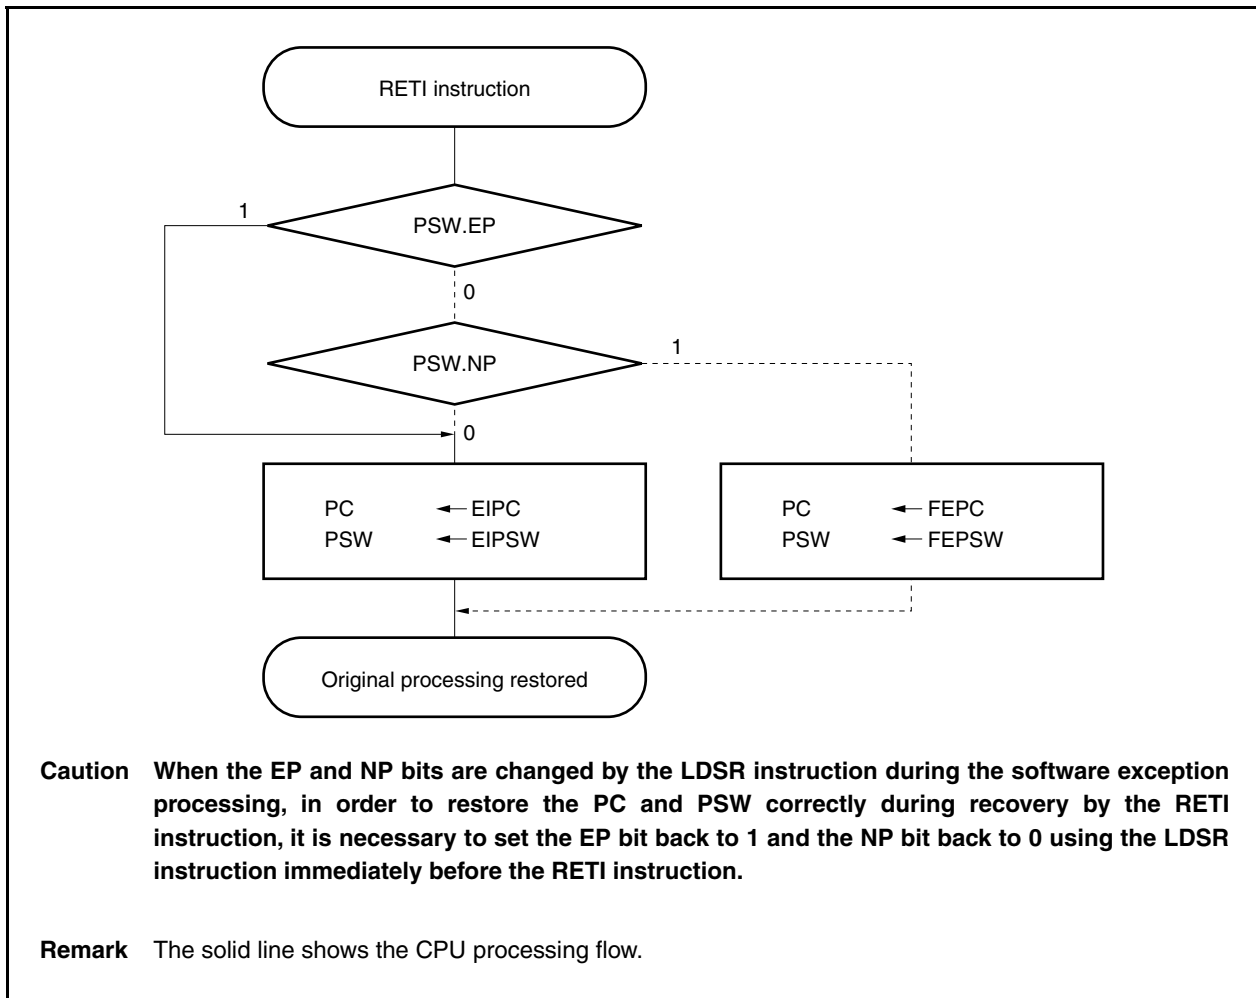 RETI instruction
1
PSW.EP
0
1
PSW.NP
0
PC ← EIPC
PSW ← EIPSW
PC ← FEPC
PSW ← FEPSW
Original processing restored
Caution When the EP and NP bits are changed by the LDSR instruction during the software exception
processing, in order to restore the PC and PSW correctly during recovery by the RETI
instruction, it is necessary to set the EP bit back to 1 and the NP bit back to 0 using the LDSR
instruction immediately before the RETI instruction.
Remark The solid line shows the CPU processing flow.